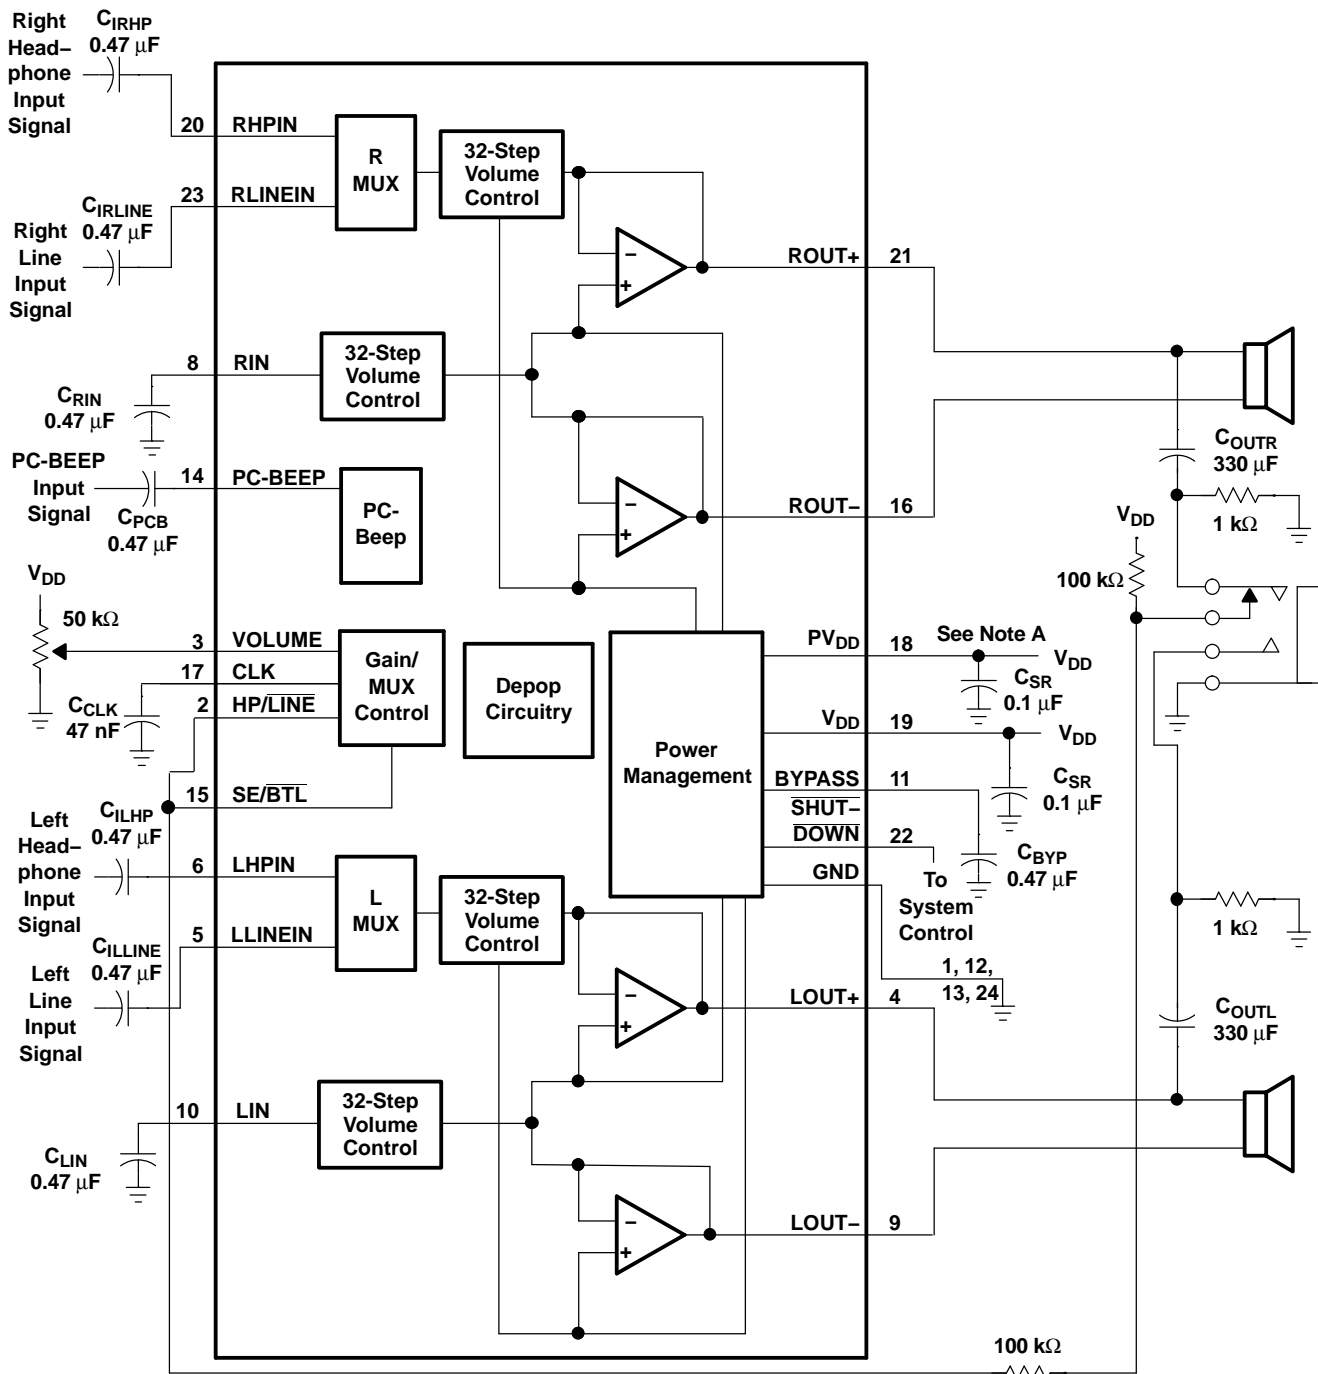 Right
Head–
phone
Input
Signal
CIRHP
0.47 μF
20 RHPIN
R
MUX
32-Step
Volume
Control
23 RLINEIN
CIRLINE
0.47 μF
Right
Line
Input
Signal
–
+
ROUT+ 21
8 RIN
32-Step
Volume
Control
CRIN
0.47 μF
COUTR
330 μF
1 kΩ
PC-BEEP
Input
Signal
14 PC-BEEP
CPCB
0.47 μF
PC-
Beep
–
+
ROUT– 16
VDD
100 kΩ
VDD
50 kΩ
3 VOLUME
17 CLK
2 HP/LINE
CCLK
47 nF
15 SE/BTL
Gain/
MUX
Control
Depop
Circuitry
Power
Management
PVDD 18 See Note A
VDD
CSR
0.1 μF
VDD 19
VDD
CSR
0.1 μF
BYPASS 11
SHUT–
DOWN 22
CBYP
0.47 μF
GND
To
System
Control
1, 12,
13, 24
Left
Head–
phone
Input
Signal
CILHP
0.47 μF
6 LHPIN
L
MUX
32-Step
Volume
Control
5 LLINEIN
CILLINE
0.47 μF
Left
Line
Input
Signal
–
+
LOUT+ 4
1 kΩ
COUTL
330 μF
10 LIN
32-Step
Volume
Control
CLIN
0.47 μF
–
+
LOUT– 9
100 kΩ